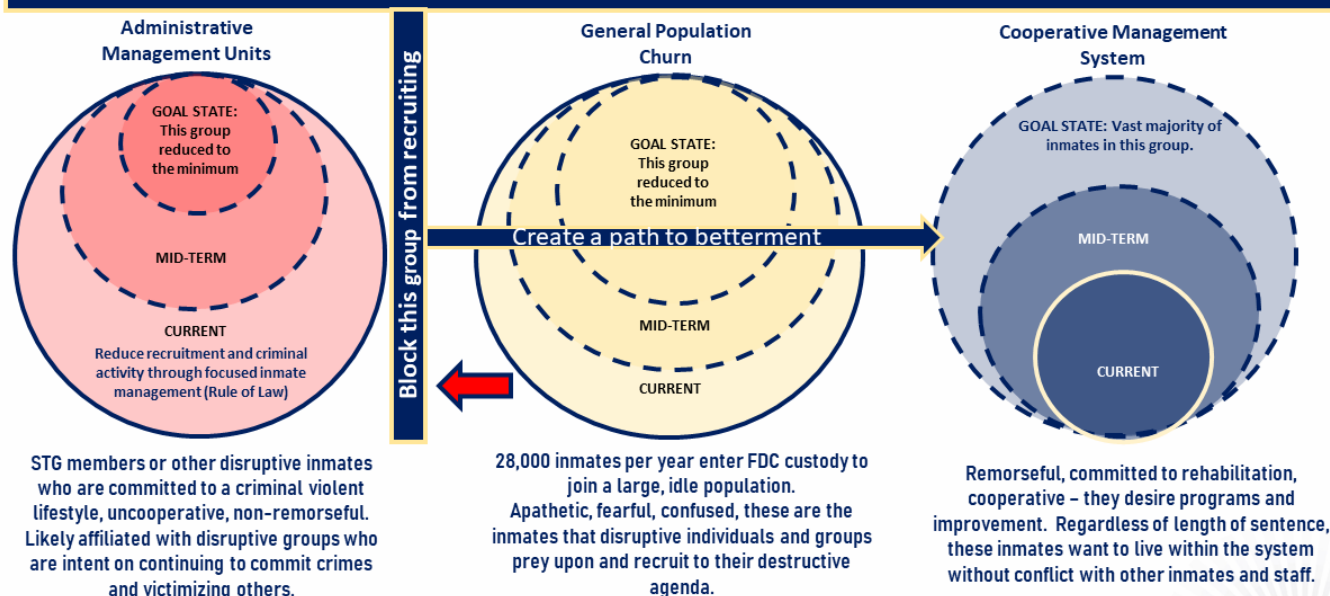 Administrative
Management Units
GOAL STATE:
This group
reduced to
the minimum
MID-TERM
CURRENT
Reduce recruitment and criminal
activity through focused inmate
management (Rule of Law)
STG members or other disruptive inmates
who are committed to a criminal violent
lifestyle, uncooperative, non-remorseful.
Likely affiliated with disruptive groups who
are intent on continuing to commit crimes
and victimizing others.
Block this group from recruiting
General Population
Churn
GOAL STATE:
This group
reduced to
the minimum
Create a path to betterment
MID-TERM
CURRENT
28,000 inmates per year enter FDC custody to
join a large, idle population.
Apathetic, fearful, confused, these are the
inmates that disruptive individuals and groups
prey upon and recruit to their destructive
agenda.
Cooperative Management
System
GOAL STATE: Vast majority of
inmates in this group.
MID-TERM
CURRENT
Remorseful, committed to rehabilitation,
cooperative – they desire programs and
improvement. Regardless of length of sentence,
these inmates want to live within the system
without conflict with other inmates and staff.